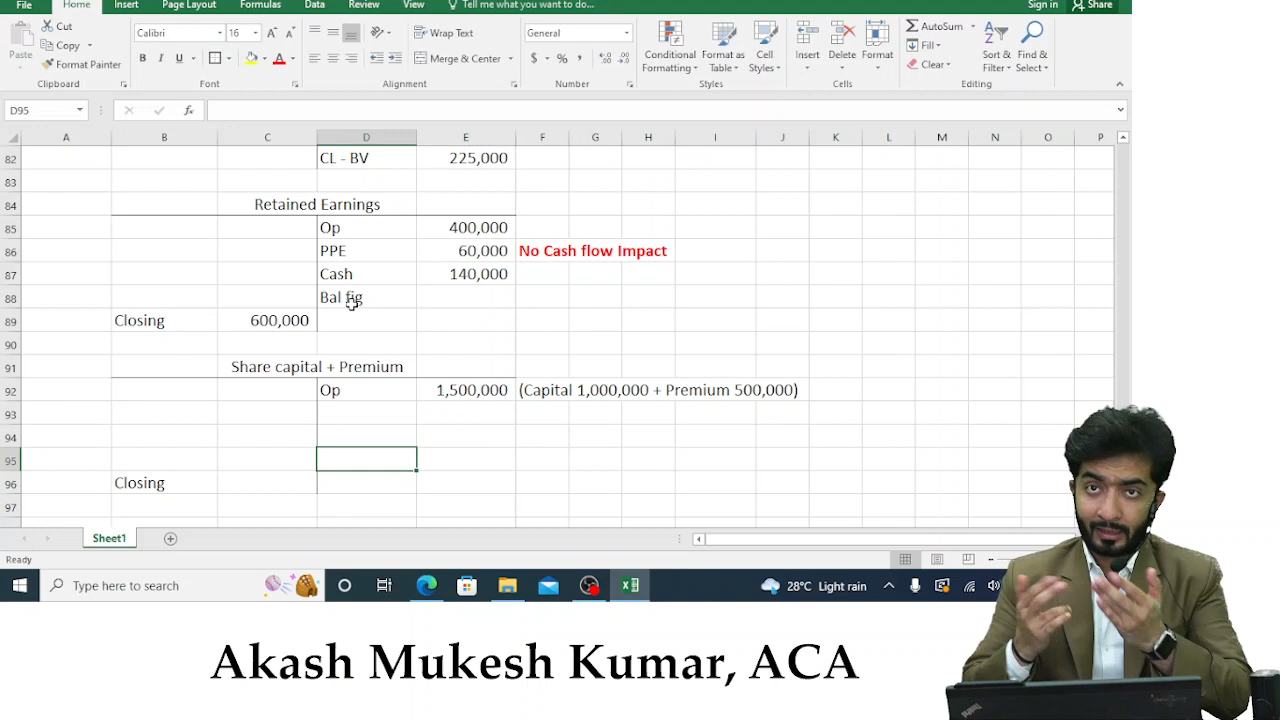 File Home Insert Page Layout Formulas Data Review View Tell me what you want to do... Sign in Share
Paste
Cut
Copy
Format Painter
Calibri 16
B I U
Wrap Text
Merge & Center
General
$ % ,
Conditional Formatting
Format as Table
Cell Styles
Insert Delete Format
AutoSum
Fill
Clear
Sort & Filter
Find & Select
Clipboard Font Alignment Number Styles Cells Editing
D95 fx
A B C D E F G H I J K L M N O P
82 CL - BV 225,000
83
84 Retained Earnings
85 Op 400,000
86 PPE 60,000 No Cash flow Impact
87 Cash 140,000
88 Bal fig
89 Closing 600,000
90
91 Share capital + Premium
92 Op 1,500,000 (Capital 1,000,000 + Premium 500,000)
93
94
95
96 Closing
97
Sheet1
Ready
Type here to search 28°C Light rain
Akash Mukesh Kumar, ACA